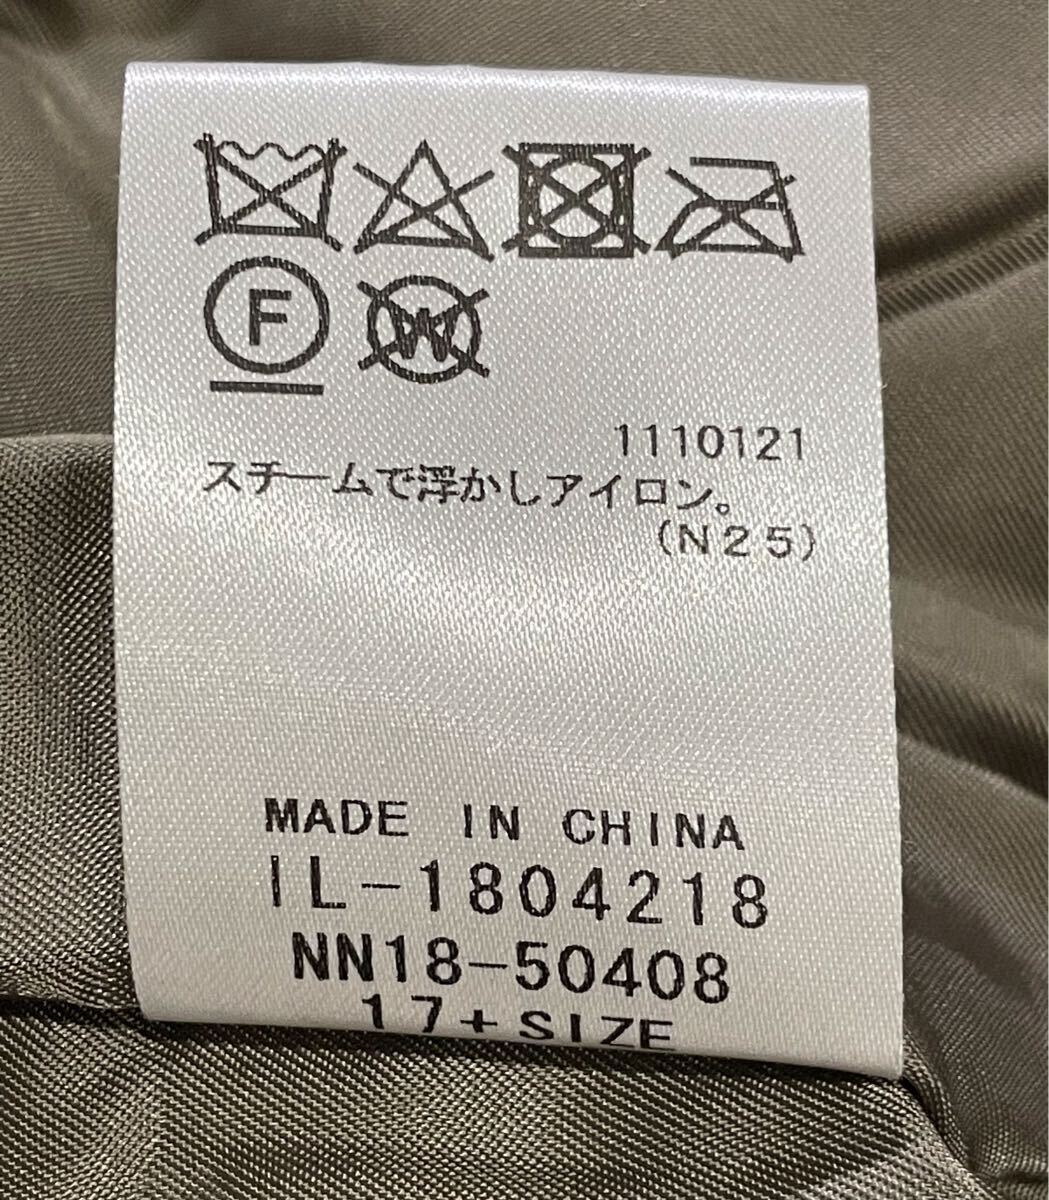 F W
1110121
スチームで浮かしアイロン。
（N25）
MADE IN CHINA
IL-1804218
NN18-50408
17+SIZE